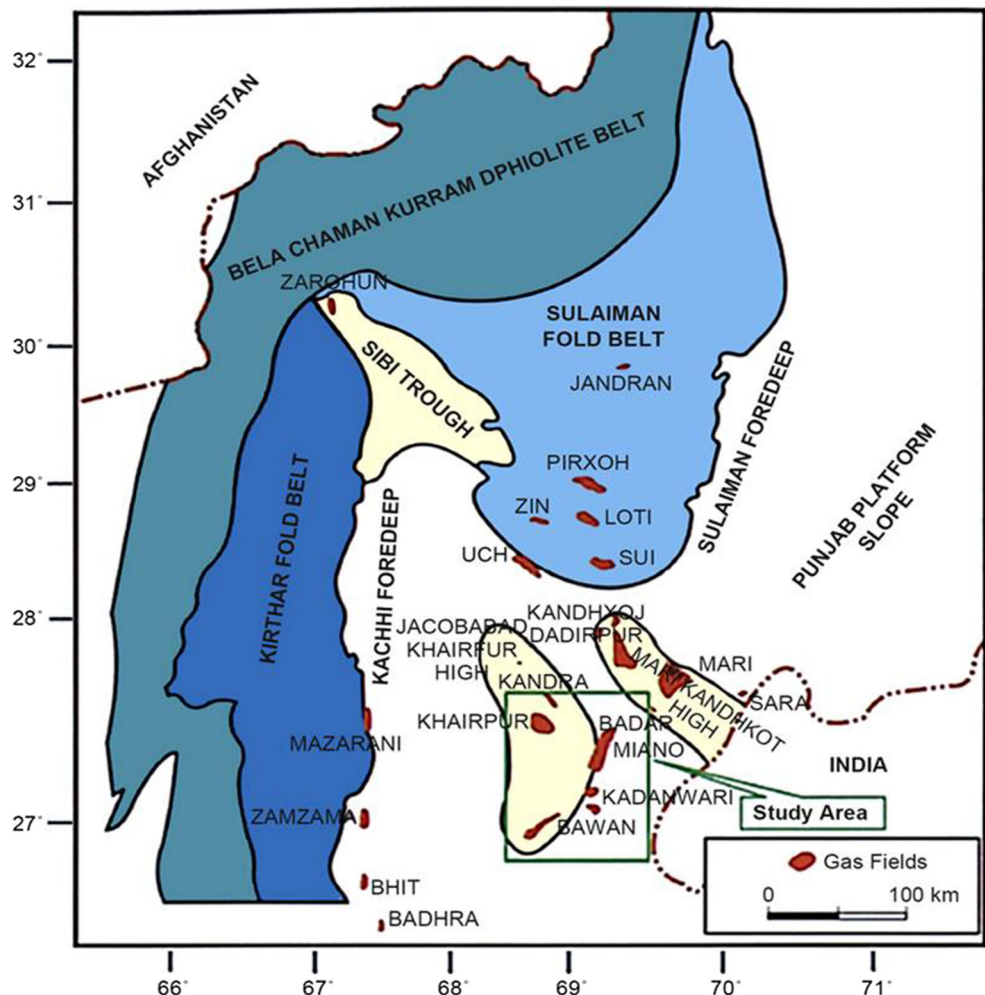 32°
31°
30°
29°
28°
27°
AFGHANISTAN
BELA CHAMAN KURRAM DPHIOLITE BELT
ZARGHUN
SIBI TROUGH
SULAIMAN
FOLD BELT
JANDRAN
PIRXOH
ZIN
LOTI
UCH
SUI
SULAIMAN FOREDEEP
PUNJAB PLATFORM
SLOPE
KIRTHAR FOLD BELT
KACHHI FOREDEEP
JACOBABAD
KHAIRFUR
HIGH
KANDHXOJ
DADIRPUR
MARI KANDHKOT
HIGH
MARI
SARA
KANDRA
KHAIRPUR
BADAR
MIANO
KADANWARI
BAWAN
MAZARANI
ZAMZAMA
BHIT
BADHRA
INDIA
Study Area
Gas Fields
0 100 km
66° 67° 68° 69° 70° 71°